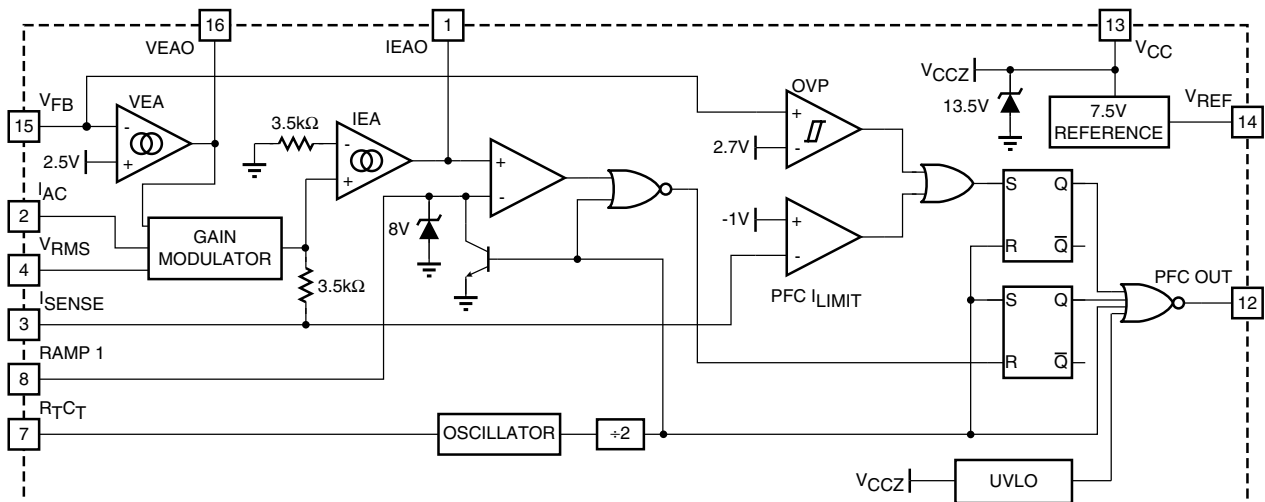 16
VEAO
1
IEAO
13
VCC
VCCZ
13.5V
7.5V
REFERENCE
VREF
14
VFB
15
VEA
-
+
2.5V
3.5kΩ
IEA
-
+
+
-
OVP
+
-
2.7V
IAC
2
VRMS
4
GAIN
MODULATOR
8V
-1V
+
-
PFC ILIMIT
S
Q
R
Q
3.5kΩ
ISENSE
3
S
Q
R
Q
PFC OUT
12
RAMP 1
8
RTCT
7
OSCILLATOR
÷2
VCCZ
UVLO